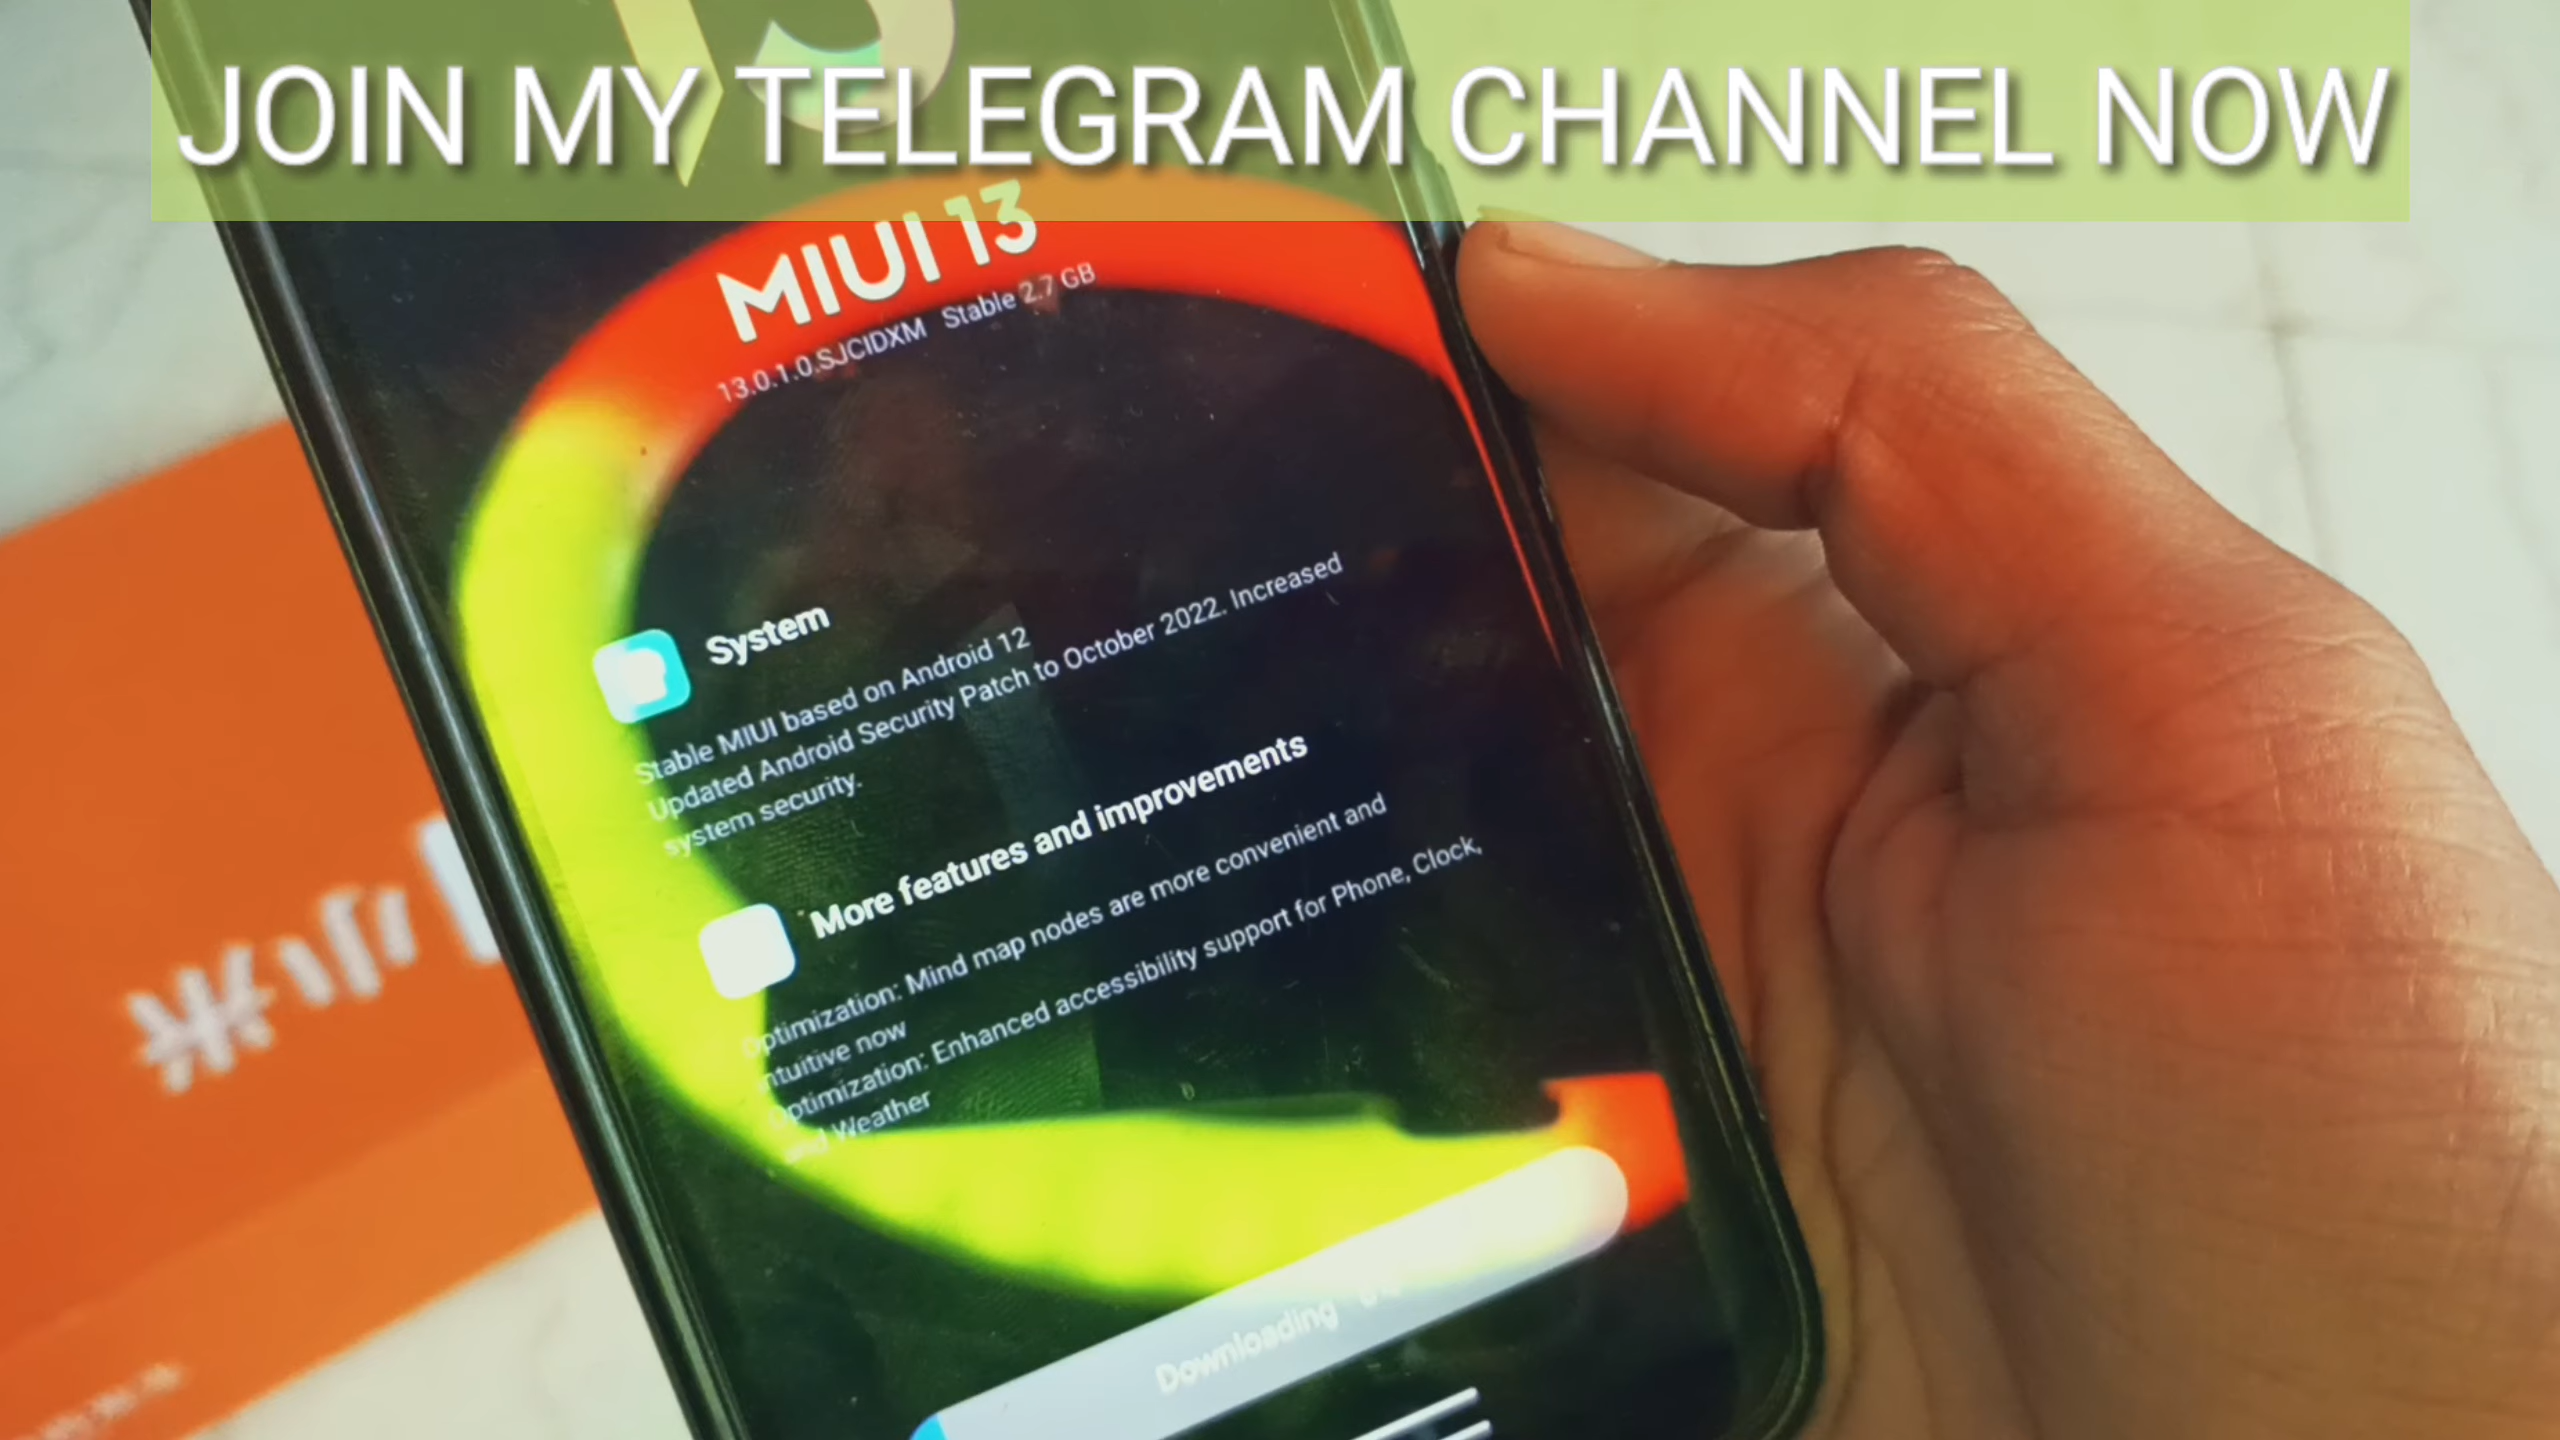 JOIN MY TELEGRAM CHANNEL NOW
MIUI 13
13.0.1.0.SJCIDXM Stable 2.7 GB
System
Stable MIUI based on Android 12
Updated Android Security Patch to October 2022. Increased
system security.
More features and improvements
Optimization: Mind map nodes are more convenient and
intuitive now
Optimization: Enhanced accessibility support for Phone, Clock,
and Weather
Downloading